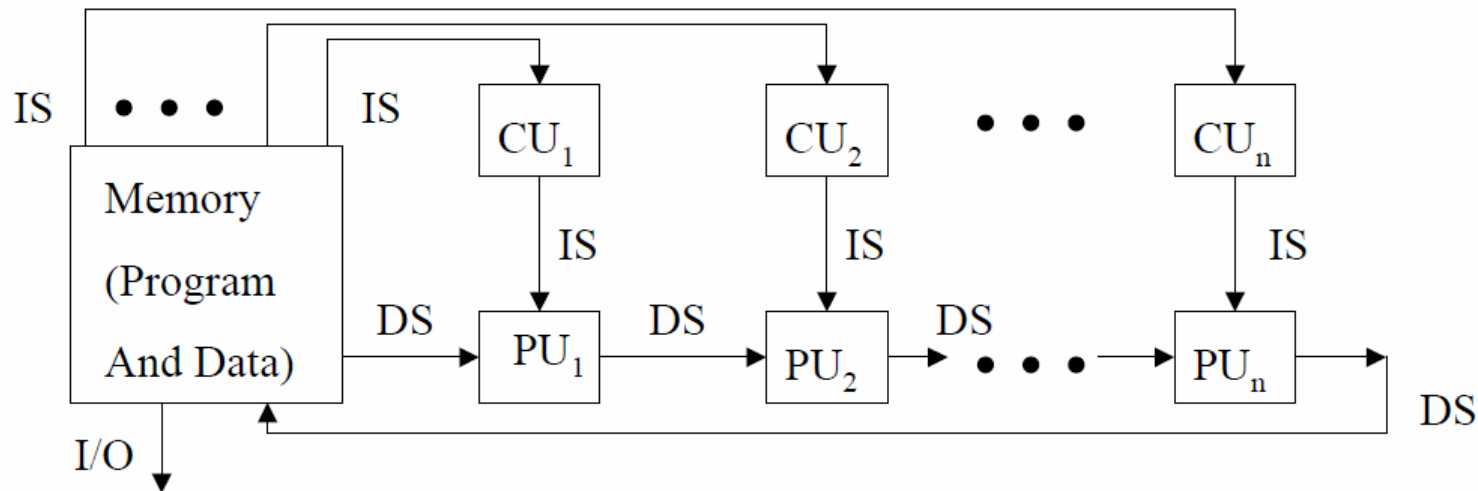 IS
IS
CU1
CU2
CUn
Memory
(Program
And Data)
IS
IS
IS
DS
PU1
DS
PU2
DS
PUn
DS
I/O